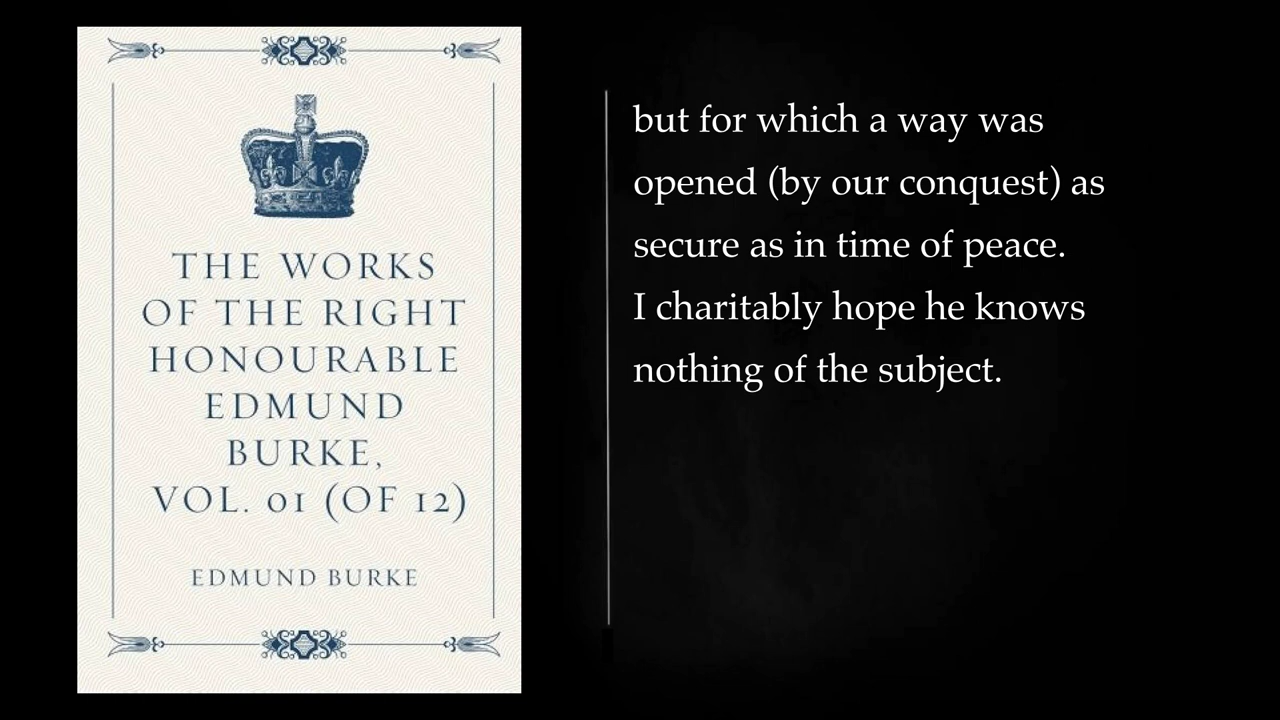 THE WORKS
OF THE RIGHT
HONOURABLE
EDMUND
BURKE,
VOL. 01 (OF 12)
EDMUND BURKE
but for which a way was
opened (by our conquest) as
secure as in time of peace.
I charitably hope he knows
nothing of the subject.